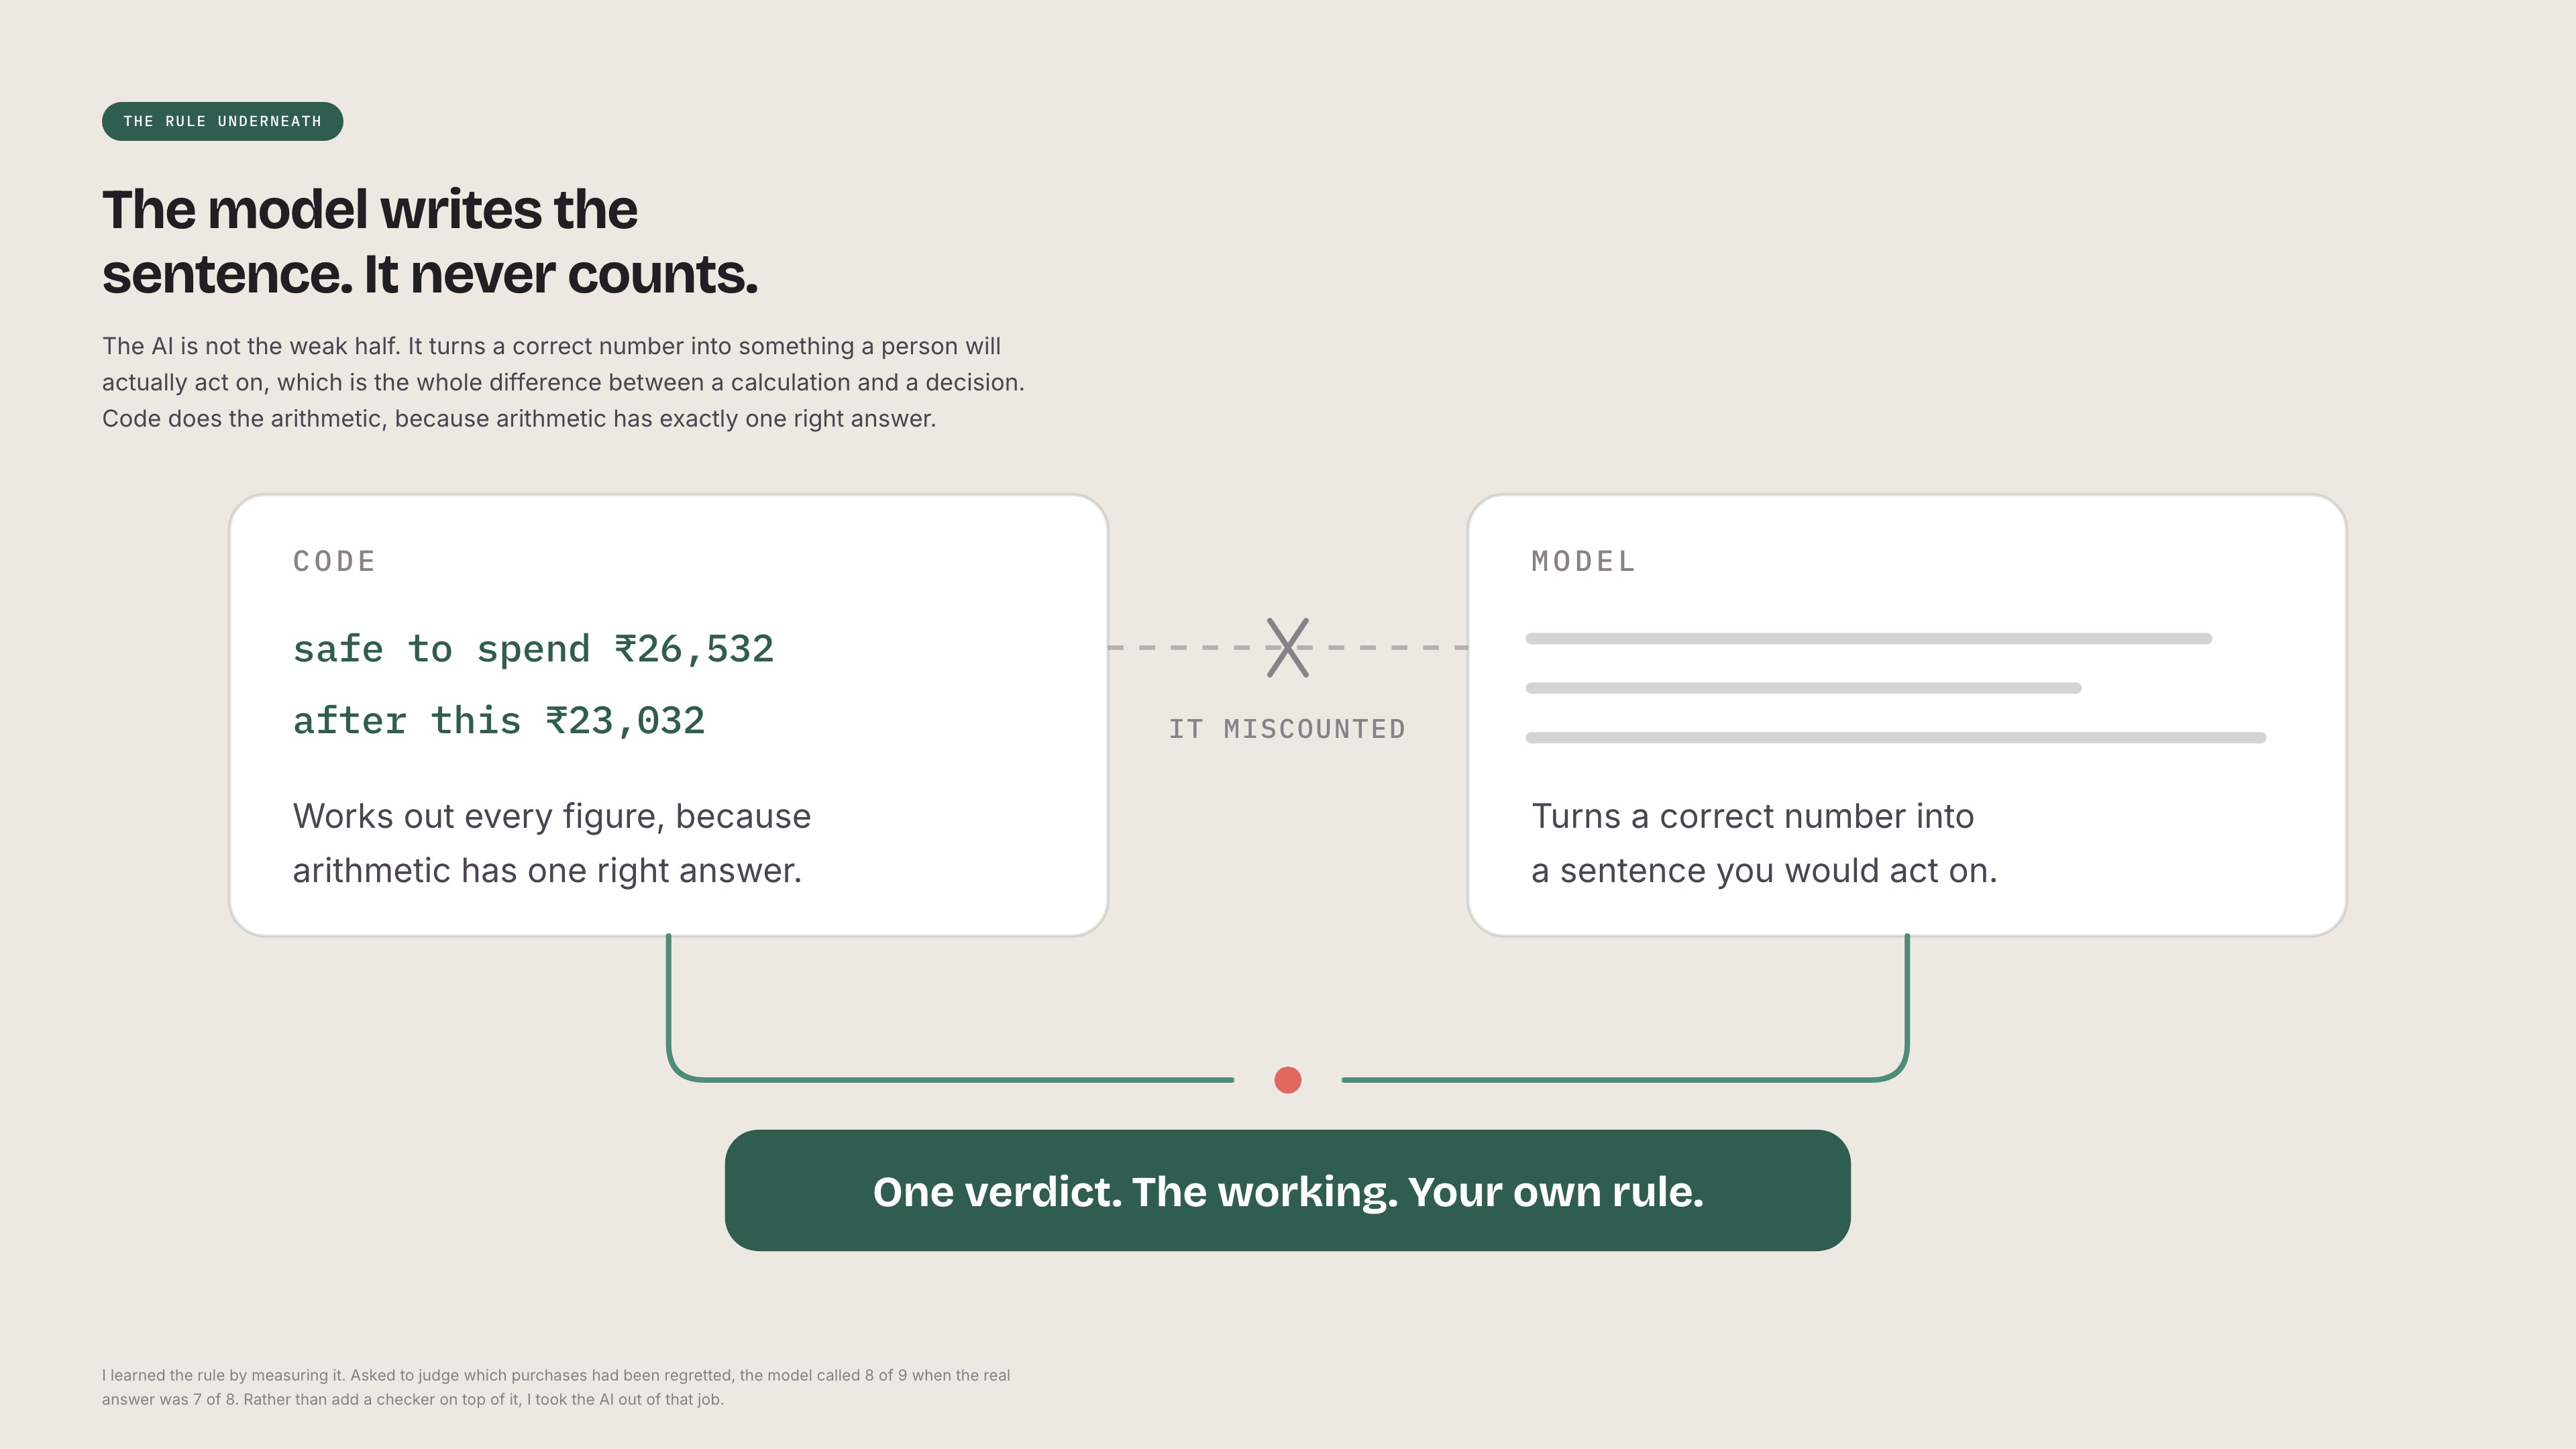 THE RULE UNDERNEATH
The model writes the
sentence. It never counts.
The AI is not the weak half. It turns a correct number into something a person will
actually act on, which is the whole difference between a calculation and a decision.
Code does the arithmetic, because arithmetic has exactly one right answer.
CODE
safe to spend ₹26,532
after this ₹23,032
Works out every figure, because
arithmetic has one right answer.
IT MISCOUNTED
MODEL
Turns a correct number into
a sentence you would act on.
One verdict. The working. Your own rule.
I learned the rule by measuring it. Asked to judge which purchases had been regretted, the model called 8 of 9 when the real
answer was 7 of 8. Rather than add a checker on top of it, I took the AI out of that job.